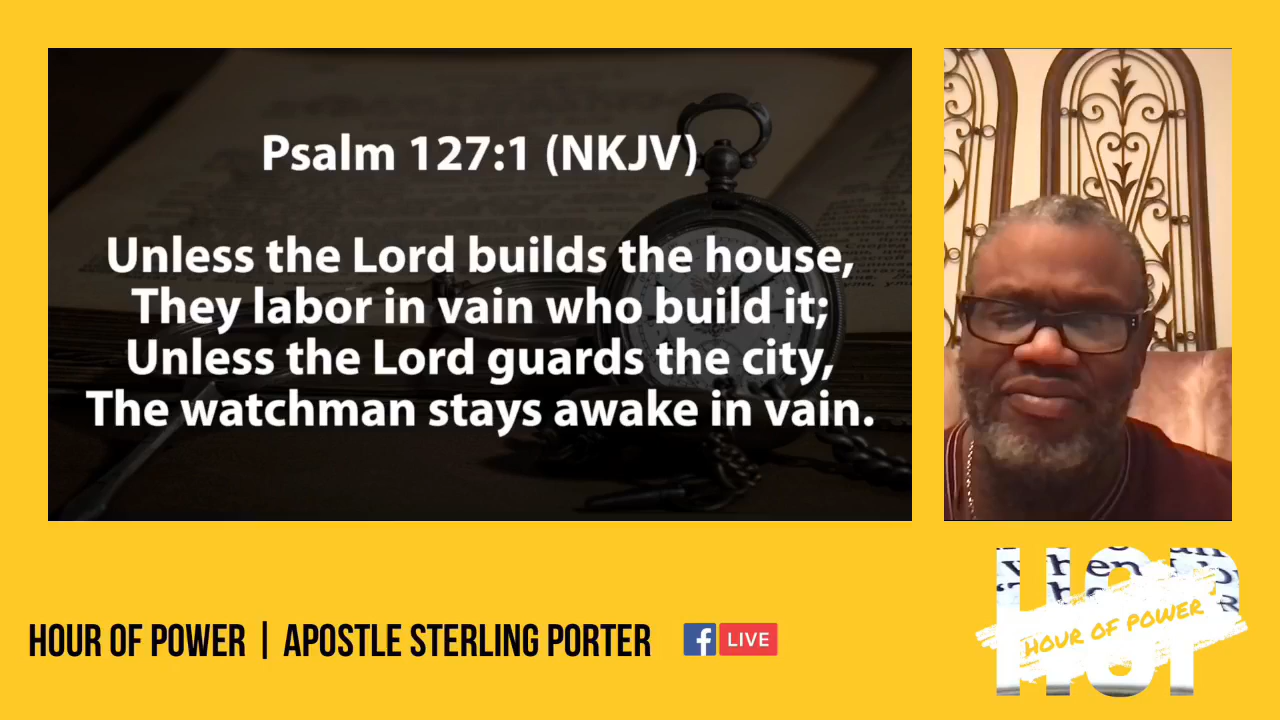 Psalm 127:1 (NKJV)
Unless the Lord builds the house,
They labor in vain who build it;
Unless the Lord guards the city,
The watchman stays awake in vain.
HOUR OF POWER | APOSTLE STERLING PORTER
f LIVE
HOP
When
HOUR OF POWER